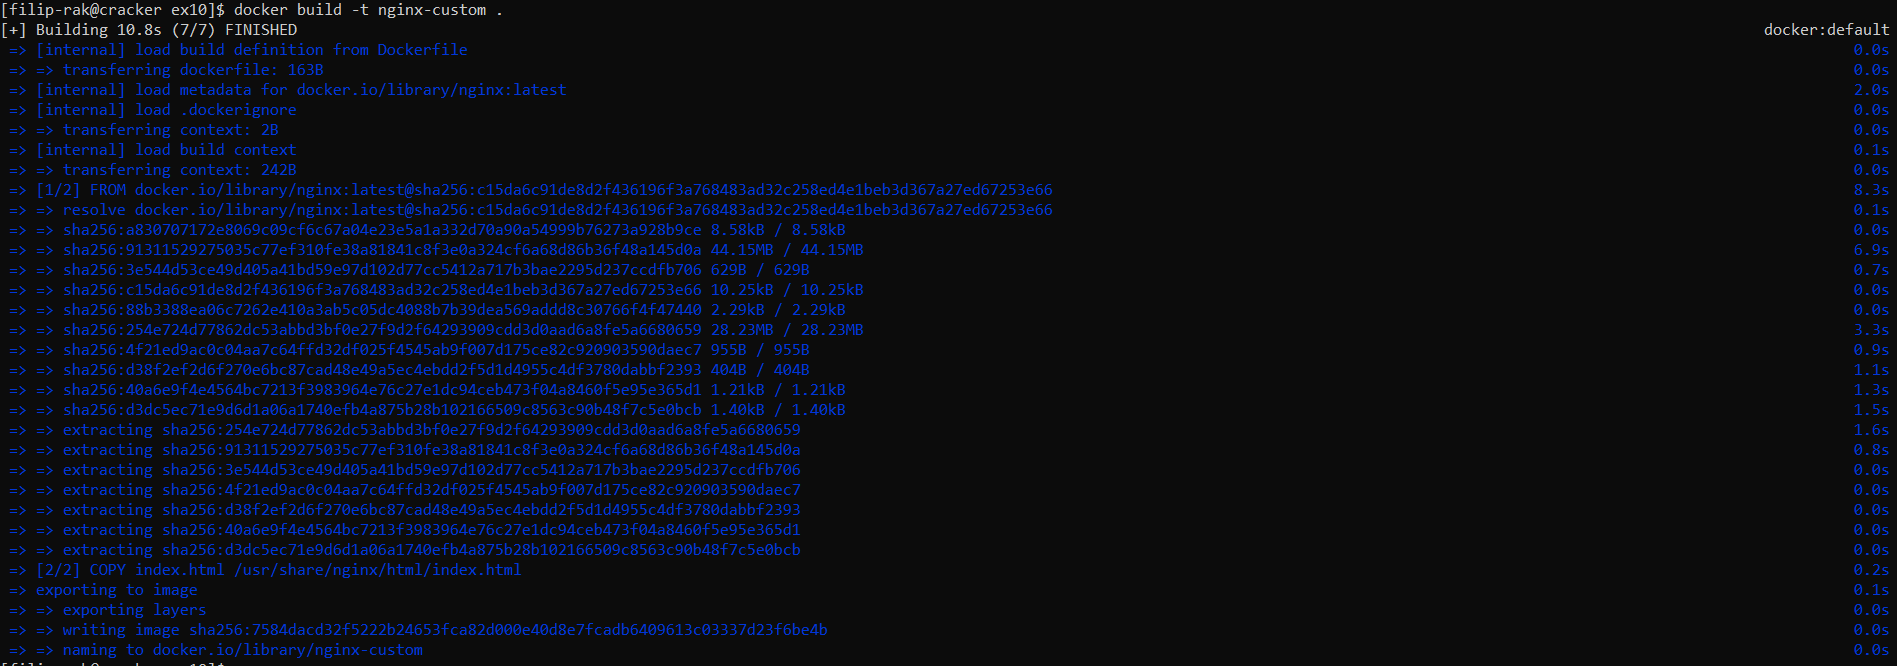 [filip-rak@cracker ex10]$ docker build -t nginx-custom .
[+] Building 10.8s (7/7) FINISHED docker:default
=> [internal] load build definition from Dockerfile 0.0s
=> => transferring dockerfile: 163B 0.0s
=> [internal] load metadata for docker.io/library/nginx:latest 2.0s
=> [internal] load .dockerignore 0.0s
=> => transferring context: 2B 0.0s
=> [internal] load build context 0.1s
=> => transferring context: 242B 0.0s
=> [1/2] FROM docker.io/library/nginx:latest@sha256:c15da6c91de8d2f436196f3a768483ad32c258ed4e1beb3d367a27ed67253e66 8.3s
=> => resolve docker.io/library/nginx:latest@sha256:c15da6c91de8d2f436196f3a768483ad32c258ed4e1beb3d367a27ed67253e66 0.1s
=> => sha256:a830707172e8069c09cf6c67a04e23e5a1a332d70a90a54999b76273a928b9ce 8.58kB / 8.58kB 0.0s
=> => sha256:91311529275035c77ef310fe38a81841c8f3e0a324cf6a68d86b36f48a145d0a 44.15MB / 44.15MB 6.9s
=> => sha256:3e544d53ce49d405a41bd59e97d102d77cc5412a717b3bae2295d237ccdfb706 629B / 629B 0.7s
=> => sha256:c15da6c91de8d2f436196f3a768483ad32c258ed4e1beb3d367a27ed67253e66 10.25kB / 10.25kB 0.0s
=> => sha256:88b3388ea06c7262e410a3ab5c05dc4088b7b39dea569addd8c30766f4f47440 2.29kB / 2.29kB 0.0s
=> => sha256:254e724d77862dc53abbd3bf0e27f9d2f64293909cdd3d0aad6a8fe5a6680659 28.23MB / 28.23MB 3.3s
=> => sha256:4f21ed9ac0c04aa7c64ffd32df025f4545ab9f007d175ce82c920903590daec7 955B / 955B 0.9s
=> => sha256:d38f2ef2d6f270e6bc87cad48e49a5ec4ebdd2f5d1d4955c4df3780dabbf2393 404B / 404B 1.1s
=> => sha256:40a6e9f4e4564bc7213f3983964e76c27e1dc94ceb473f04a8460f5e95e365d1 1.21kB / 1.21kB 1.3s
=> => sha256:d3dc5ec71e9d6d1a06a1740efb4a875b28b102166509c8563c90b48f7c5e0bcb 1.40kB / 1.40kB 1.5s
=> => extracting sha256:254e724d77862dc53abbd3bf0e27f9d2f64293909cdd3d0aad6a8fe5a6680659 1.6s
=> => extracting sha256:91311529275035c77ef310fe38a81841c8f3e0a324cf6a68d86b36f48a145d0a 0.8s
=> => extracting sha256:3e544d53ce49d405a41bd59e97d102d77cc5412a717b3bae2295d237ccdfb706 0.0s
=> => extracting sha256:4f21ed9ac0c04aa7c64ffd32df025f4545ab9f007d175ce82c920903590daec7 0.0s
=> => extracting sha256:d38f2ef2d6f270e6bc87cad48e49a5ec4ebdd2f5d1d4955c4df3780dabbf2393 0.0s
=> => extracting sha256:40a6e9f4e4564bc7213f3983964e76c27e1dc94ceb473f04a8460f5e95e365d1 0.0s
=> => extracting sha256:d3dc5ec71e9d6d1a06a1740efb4a875b28b102166509c8563c90b48f7c5e0bcb 0.0s
=> [2/2] COPY index.html /usr/share/nginx/html/index.html 0.2s
=> exporting to image 0.1s
=> => exporting layers 0.0s
=> => writing image sha256:7584dacd32f5222b24653fca82d000e40d8e7fcadb6409613c03337d23f6be4b 0.0s
=> => naming to docker.io/library/nginx-custom 0.0s